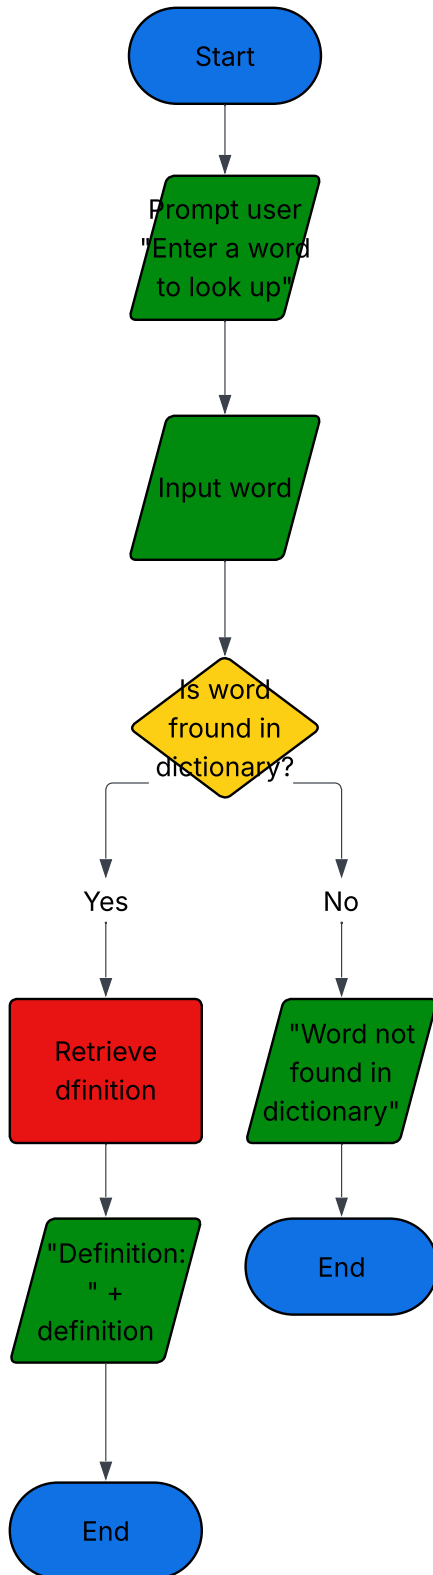 Start
Prompt user
"Enter a word
to look up"
Input word
Is word
fround in
dictionary?
Yes
No
Retrieve
dfinition
"Word not
found in
dictionary"
"Definition:
" +
definition
End
End